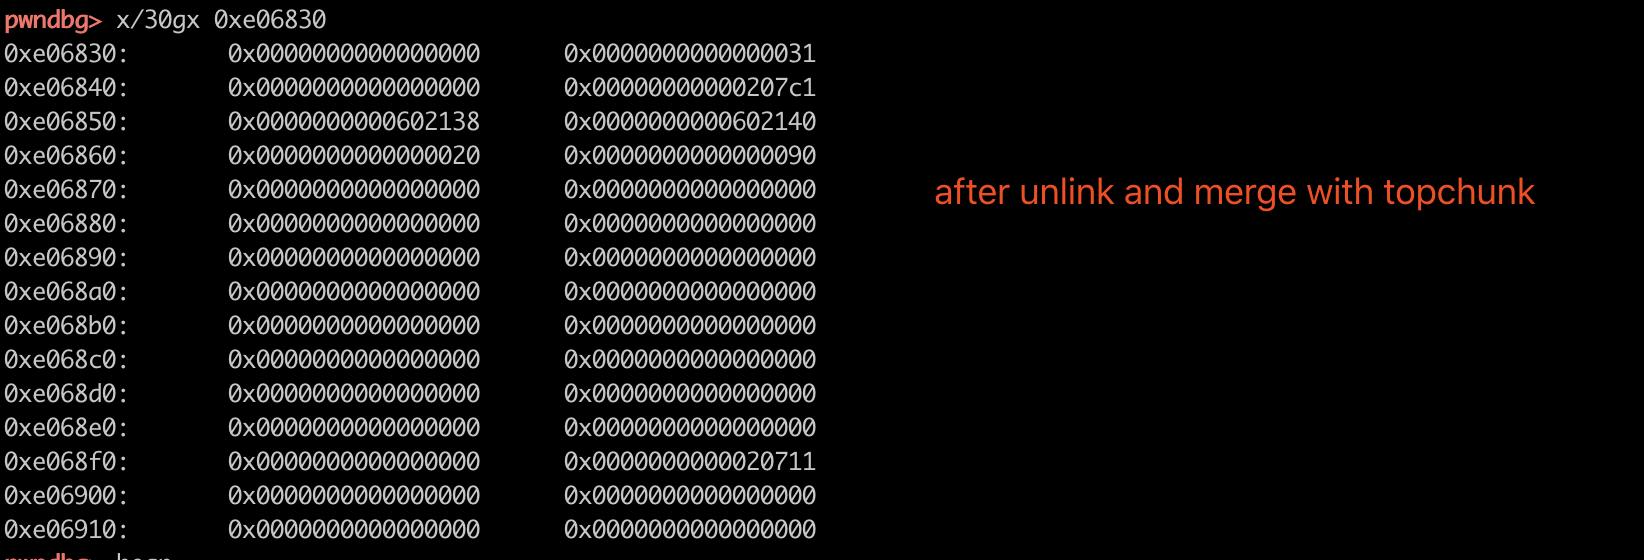 pwndbg> x/30gx 0xe06830
0xe06830: 0x0000000000000000 0x0000000000000031
0xe06840: 0x0000000000000000 0x00000000000207c1
0xe06850: 0x0000000000602138 0x0000000000602140
0xe06860: 0x0000000000000020 0x0000000000000090
0xe06870: 0x0000000000000000 0x0000000000000000
after unlink and merge with topchunk
0xe06880: 0x0000000000000000 0x0000000000000000
0xe06890: 0x0000000000000000 0x0000000000000000
0xe068a0: 0x0000000000000000 0x0000000000000000
0xe068b0: 0x0000000000000000 0x0000000000000000
0xe068c0: 0x0000000000000000 0x0000000000000000
0xe068d0: 0x0000000000000000 0x0000000000000000
0xe068e0: 0x0000000000000000 0x0000000000000000
0xe068f0: 0x0000000000000000 0x0000000000020711
0xe06900: 0x0000000000000000 0x0000000000000000
0xe06910: 0x0000000000000000 0x0000000000000000
pwndbg>